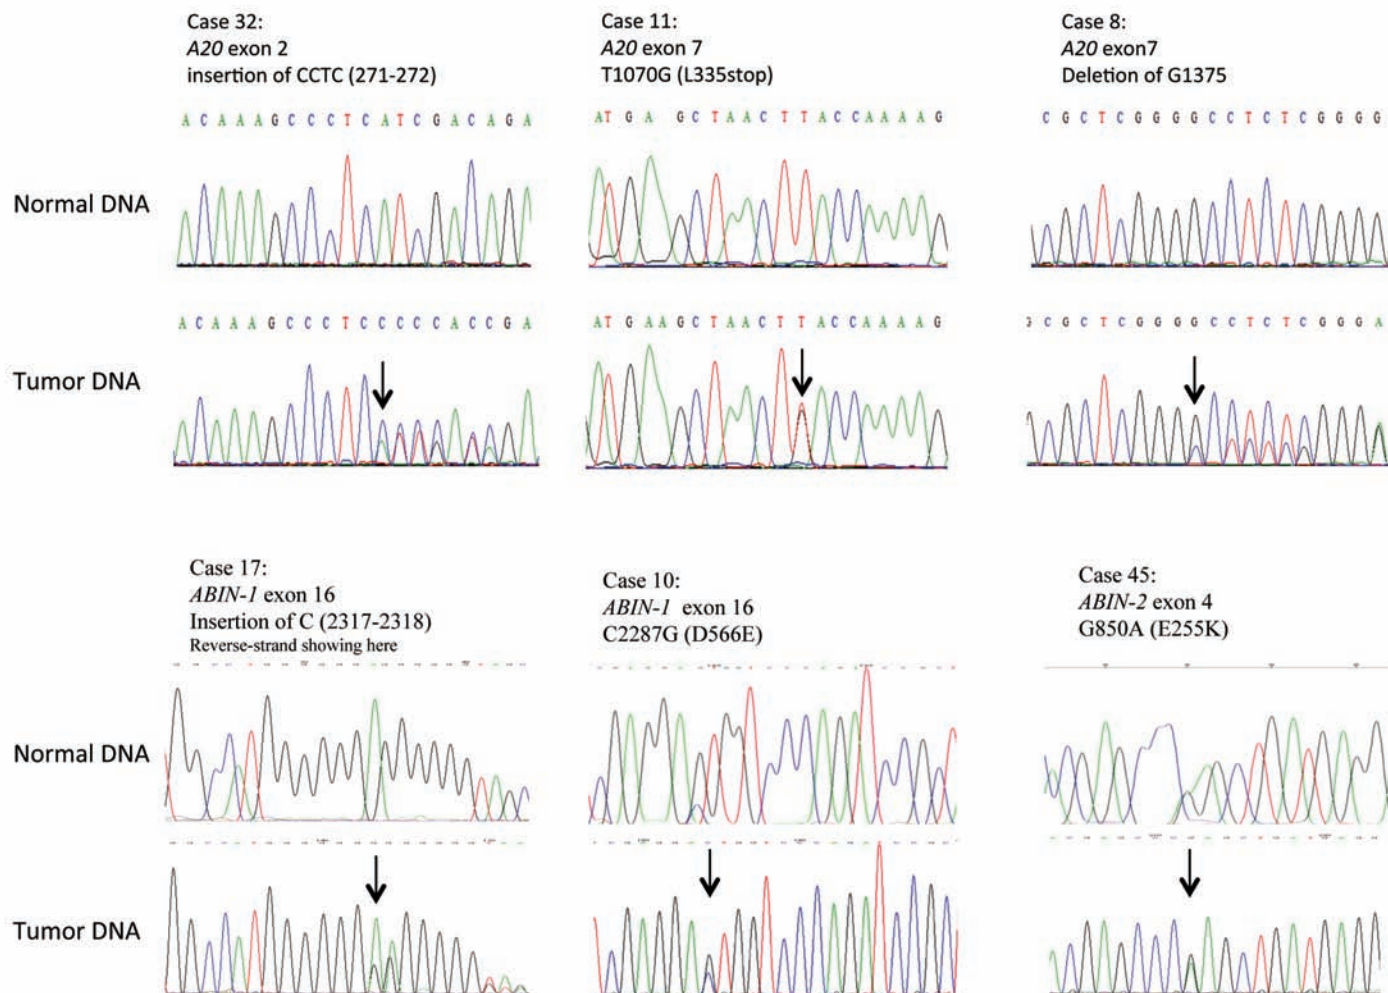 Case 32:
A20 exon 2
insertion of CCTC (271-272)
Case 11:
A20 exon 7
T1070G (L335stop)
Case 8:
A20 exon7
Deletion of G1375
A C A A A G C C C T C A T C G A C A G A
AT G A G C T A A C T T A C C A A A A G
C G C T C G G G G C C T C T C G G G G
Normal DNA
A C A A A G C C C T C C C C C A C C G A
AT G A A G C T A A C T T A C C A A A A G
G C G C T C G G G G C C T C T C G G G A
Tumor DNA
Case 17:
ABIN-1 exon 16
Insertion of C (2317-2318)
Reverse-strand showing here
Case 10:
ABIN-1 exon 16
C2287G (D566E)
Case 45:
ABIN-2 exon 4
G850A (E255K)
Normal DNA
Tumor DNA